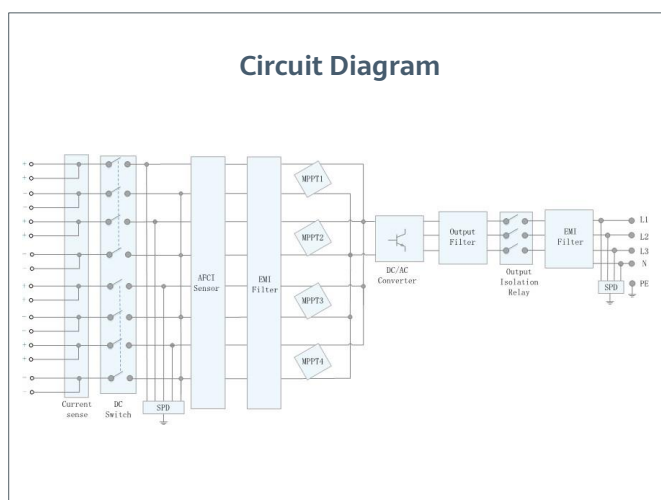 Circuit Diagram
+
+
−
−
+
+
−
−
+
+
−
−
+
+
−
−
Current
sense
DC
Switch
SPD
AFCI
Sensor
EMI
Filter
MPPT1
MPPT2
MPPT3
MPPT4
DC/AC
Converter
Output
Filter
Output
Isolation
Relay
EMI
Filter
SPD
L1
L2
L3
N
PE